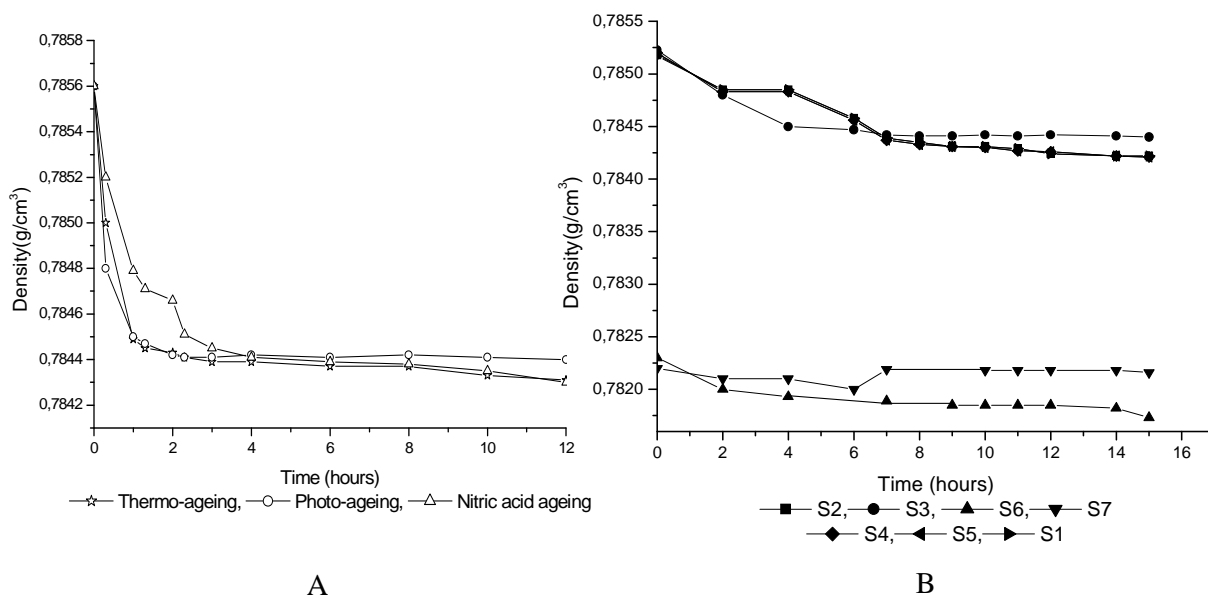 0,7858
0,7856
0,7854
0,7852
0,7850
0,7848
0,7846
0,7844
0,7842
Density(g/cm³)
0 2 4 6 8 10 12
Time (hours)
Thermo-ageing, Photo-ageing, Nitric acid ageing
A
0,7855
0,7850
0,7845
0,7840
0,7835
0,7830
0,7825
0,7820
Density(g/cm³)
0 2 4 6 8 10 12 14 16
Time (hours)
S2, S3, S6, S7
S4, S5, S1
B